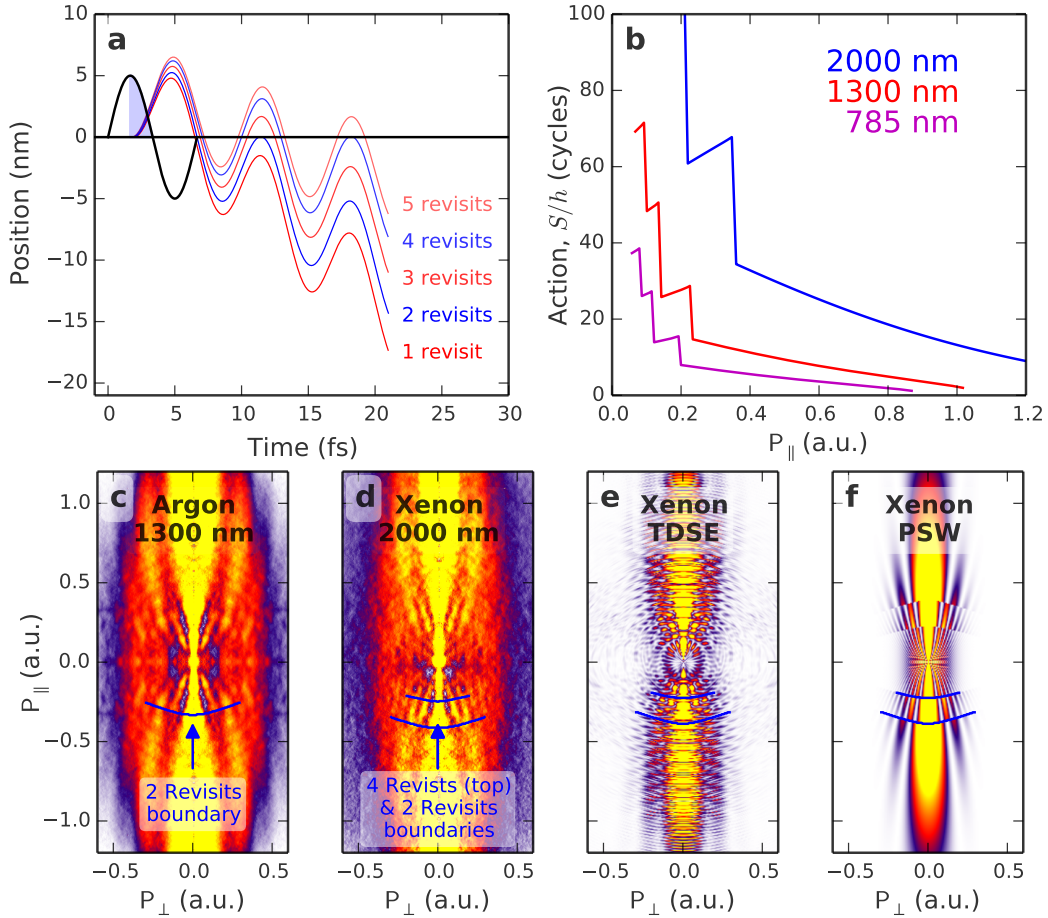 a
Position (nm)
10
5
0
−5
−10
−15
−20
0
5
10
15
20
25
30
Time (fs)
5 revisits
4 revisits
3 revisits
2 revisits
1 revisit
b
Action, S/h (cycles)
100
80
60
40
20
0
0.0
0.2
0.4
0.6
0.8
1.0
1.2
P∥ (a.u.)
2000 nm
1300 nm
785 nm
c
Argon
1300 nm
P∥ (a.u.)
1.0
0.5
0.0
−0.5
−1.0
2 Revisits
boundary
−0.5
0.0
0.5
P⊥ (a.u.)
d
Xenon
2000 nm
4 Revists (top)
& 2 Revisits
boundaries
−0.5
0.0
0.5
P⊥ (a.u.)
e
Xenon
TDSE
−0.5
0.0
0.5
P⊥ (a.u.)
f
Xenon
PSW
−0.5
0.0
0.5
P⊥ (a.u.)